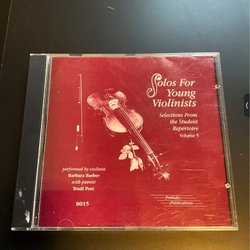 Solos For
Young
Violinists
Selections From
the Student
Repertoire
Volume 5
performed by violinist
Barbara Barber
with pianist
Trudi Post
8015
Preludio
Publications